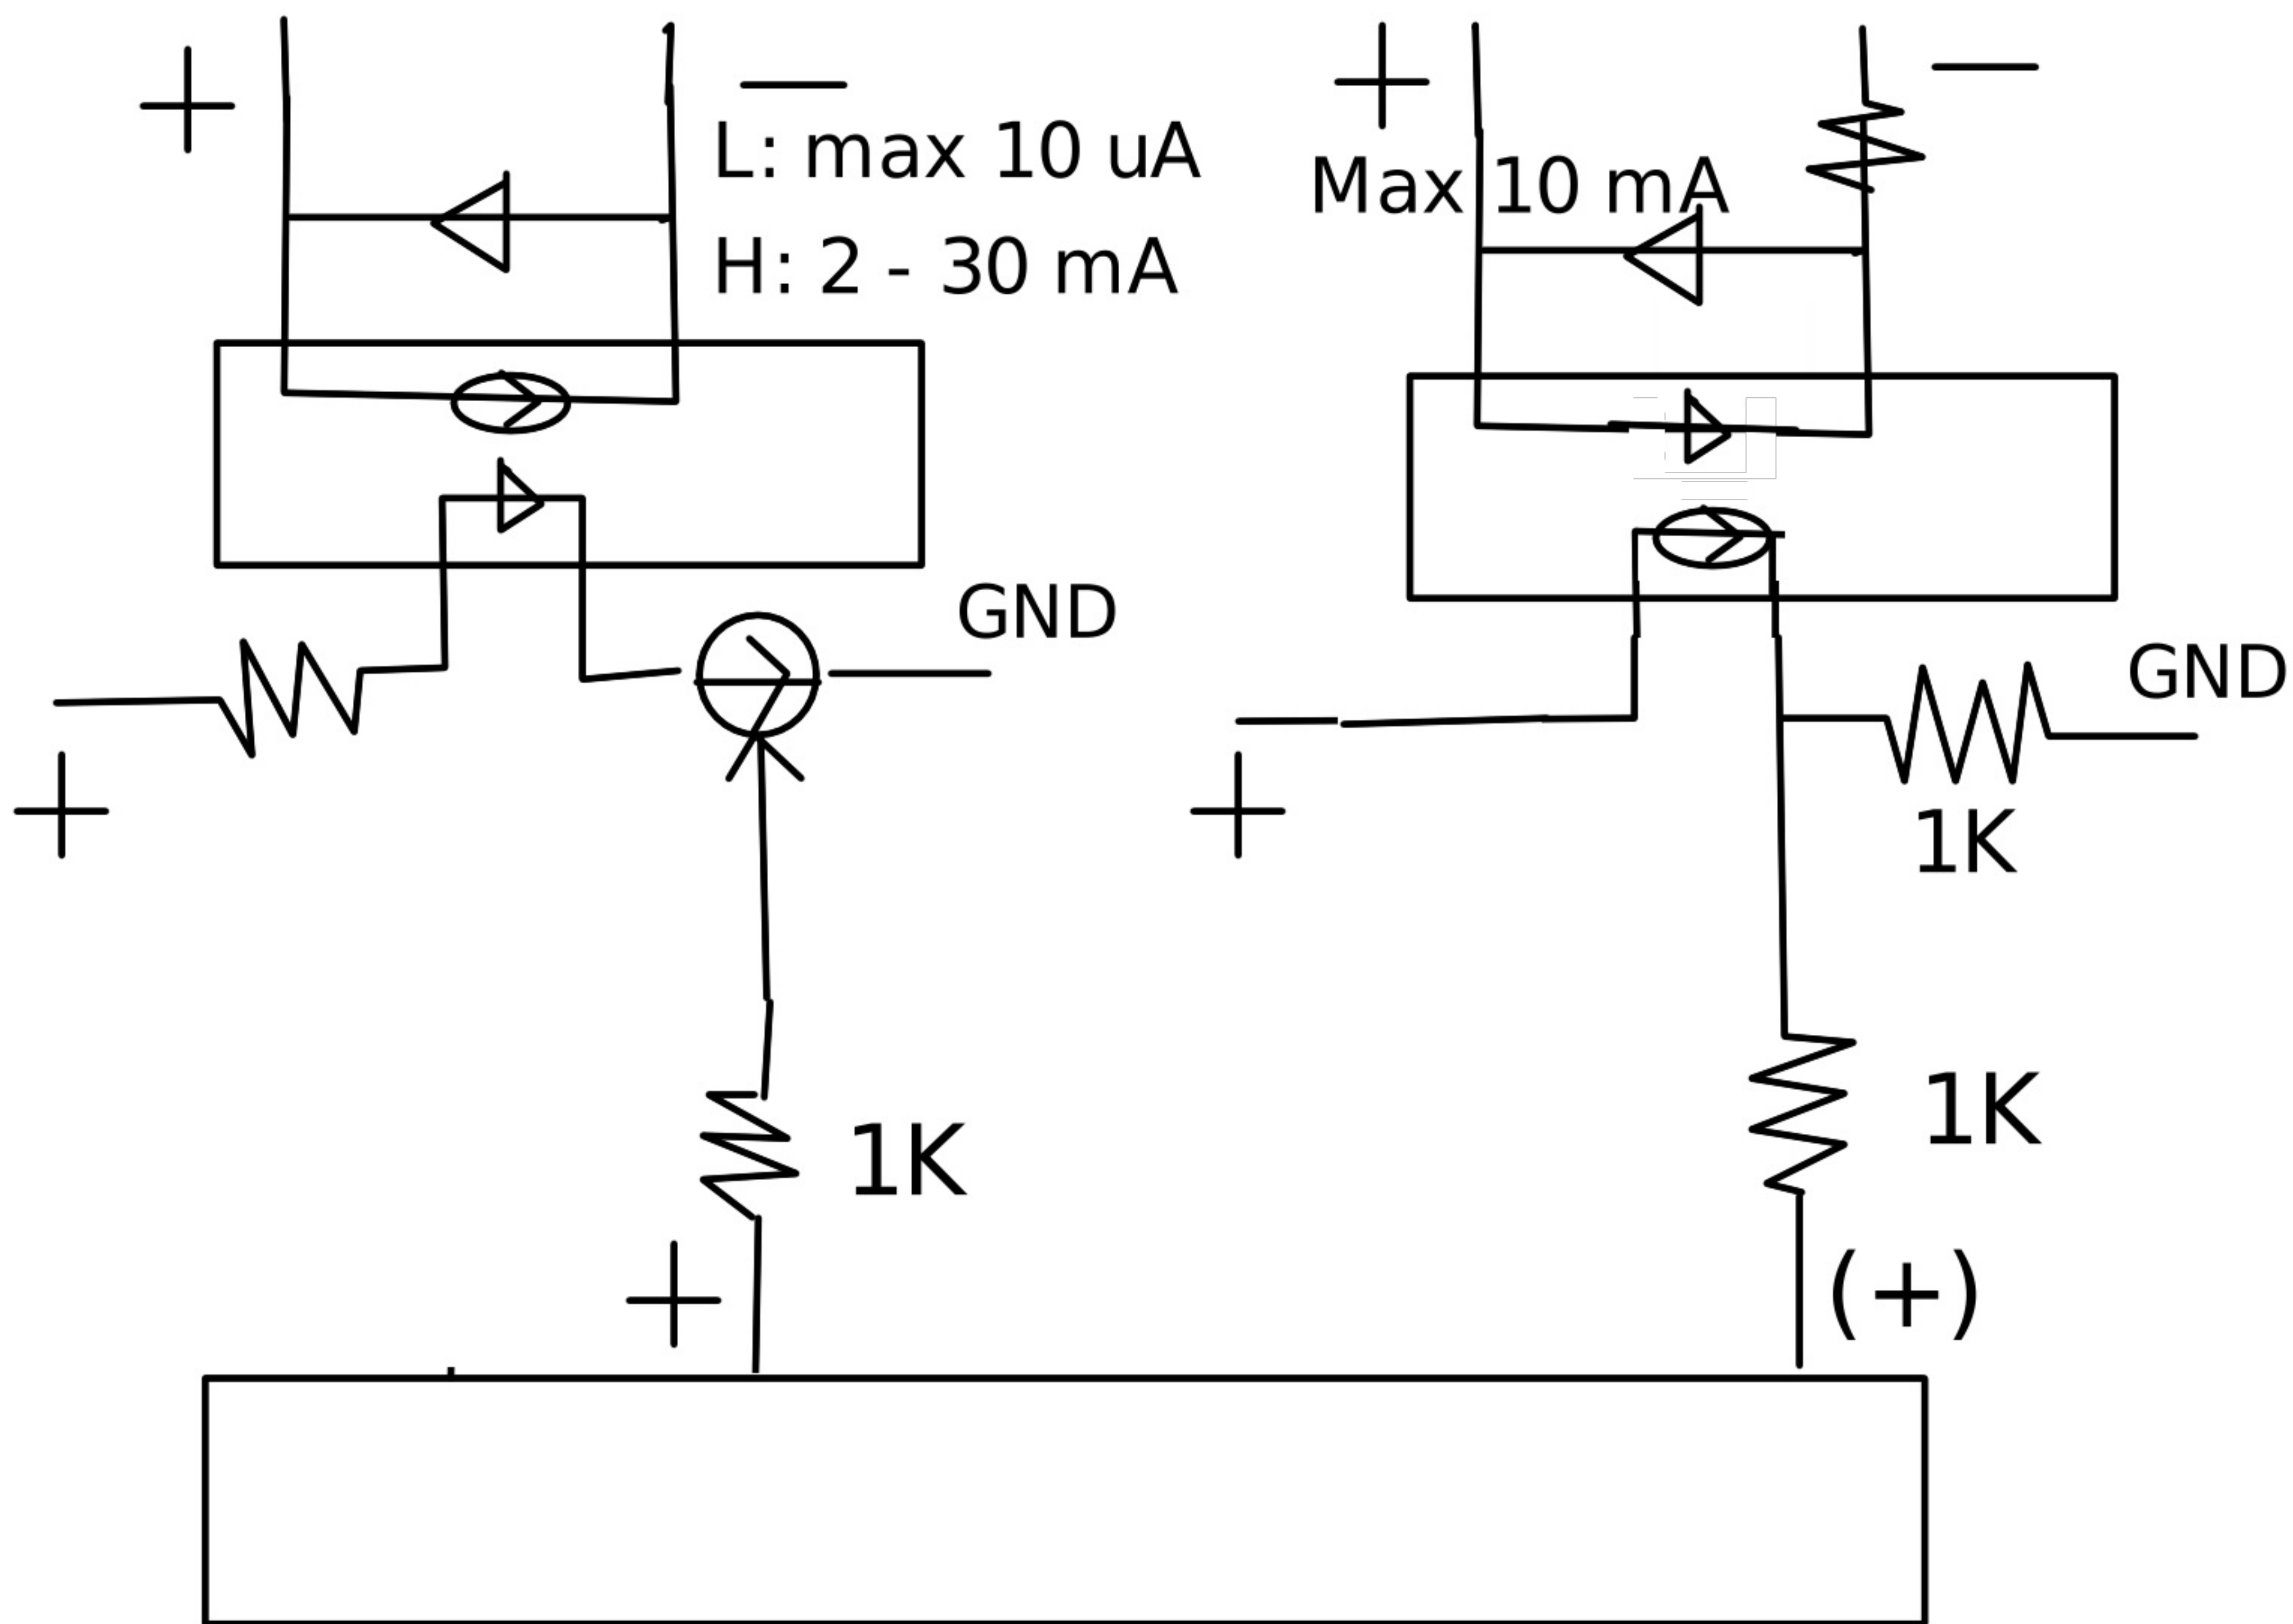 +
—
L: max 10 uA
H: 2 - 30 mA
+
—
Max 10 mA
GND
GND
+
+
1K
1K
1K
+
(+)